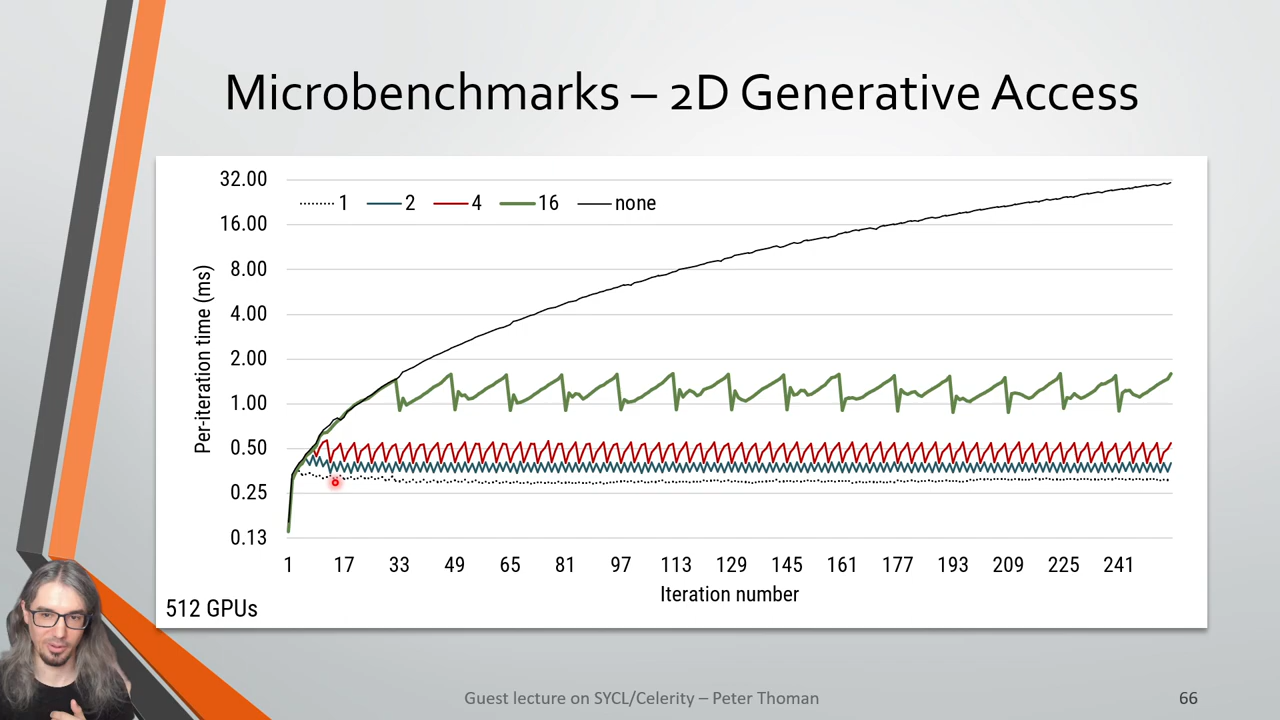 Microbenchmarks – 2D Generative Access
32.00
16.00
8.00
4.00
2.00
1.00
0.50
0.25
0.13
Per-iteration time (ms)
1 2 4 16 none
1 17 33 49 65 81 97 113 129 145 161 177 193 209 225 241
Iteration number
512 GPUs
Guest lecture on SYCL/Celerity – Peter Thoman
66